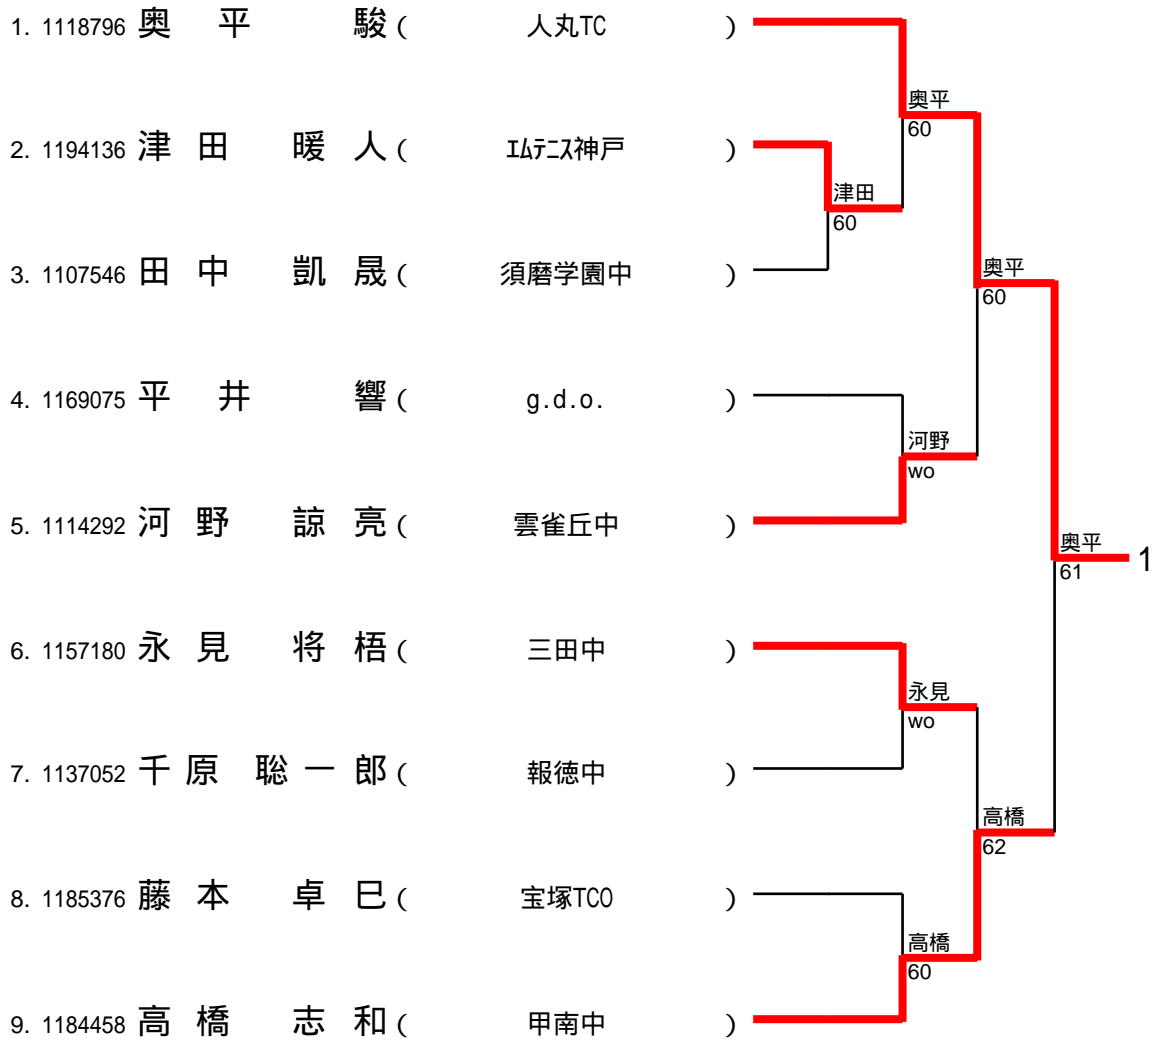 1. 1118796 奥平 駿 ( 人丸TC )
奥平
60
2. 1194136 津田 暖人 ( エムテニス神戸 )
津田
60
3. 1107546 田中 凱晟 ( 須磨学園中 )
奥平
60
4. 1169075 平井 響 ( g.d.o. )
河野
wo
5. 1114292 河野 諒亮 ( 雲雀丘中 )
奥平
61
1
6. 1157180 永見 将梧 ( 三田中 )
永見
wo
7. 1137052 千原 聡一郎 ( 報徳中 )
高橋
62
8. 1185376 藤本 卓巳 ( 宝塚TCO )
高橋
60
9. 1184458 高橋 志和 ( 甲南中 )